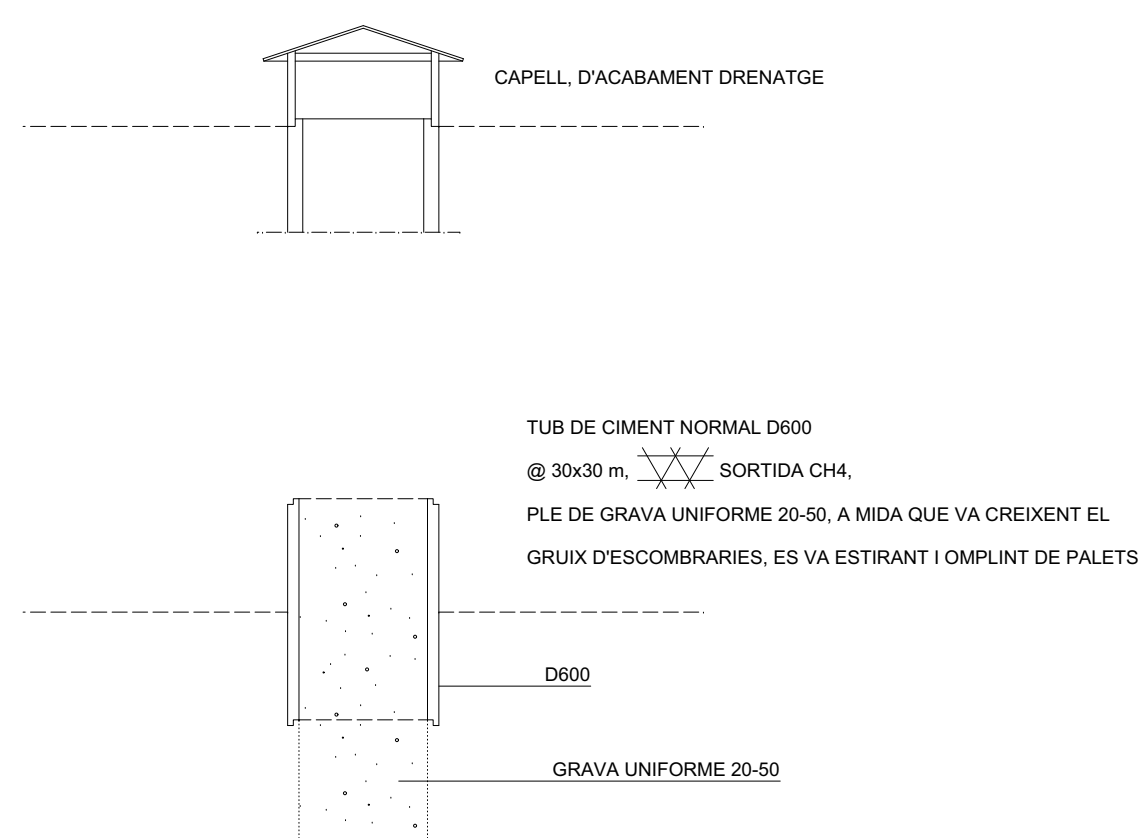 CAPELL, D'ACABAMENT DRENATGE
TUB DE CIMENT NORMAL D600
@ 30x30 m, SORTIDA CH4,
PLE DE GRAVA UNIFORME 20-50, A MIDA QUE VA CREIXENT EL
GRUIX D'ESCOMBRARIES, ES VA ESTIRANT I OMPLINT DE PALETS
D600
GRAVA UNIFORME 20-50